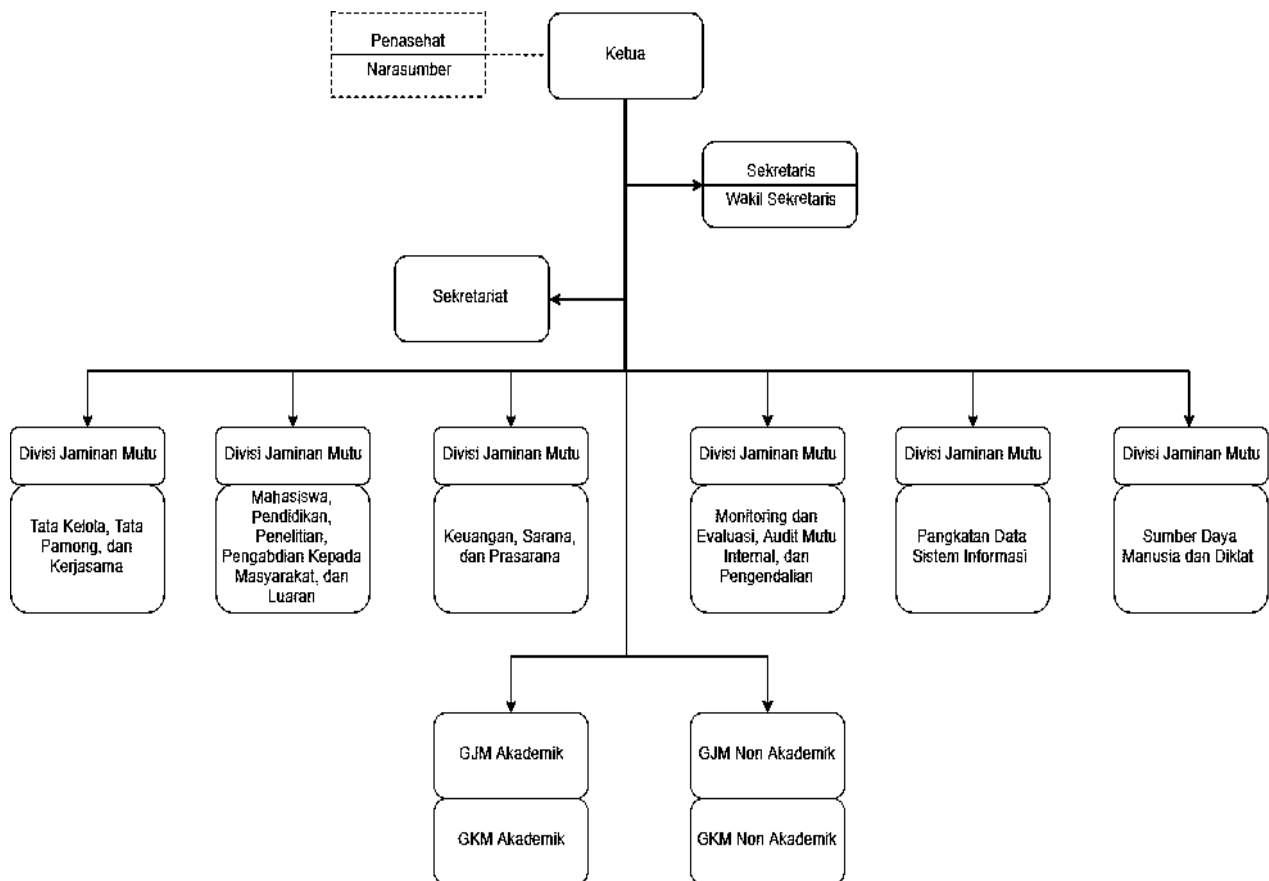 Penasehat
Narasumber
Ketua
Sekretaris
Wakil Sekretaris
Sekretariat
Divisi Jaminan Mutu
Tata Kelola, Tata
Pamong, dan
Kerjasama
Divisi Jaminan Mutu
Mahasiswa,
Pendidikan,
Penelitian,
Pengabdian Kepada
Masyarakat, dan
Luaran
Divisi Jaminan Mutu
Keuangan, Sarana,
dan Prasarana
Divisi Jaminan Mutu
Monitoring dan
Evaluasi, Audit Mutu
Internal, dan
Pengendalian
Divisi Jaminan Mutu
Pangkatan Data
Sistem Informasi
Divisi Jaminan Mutu
Sumber Daya
Manusia dan Diklat
GJM Akademik
GKM Akademik
GJM Non Akademik
GKM Non Akademik